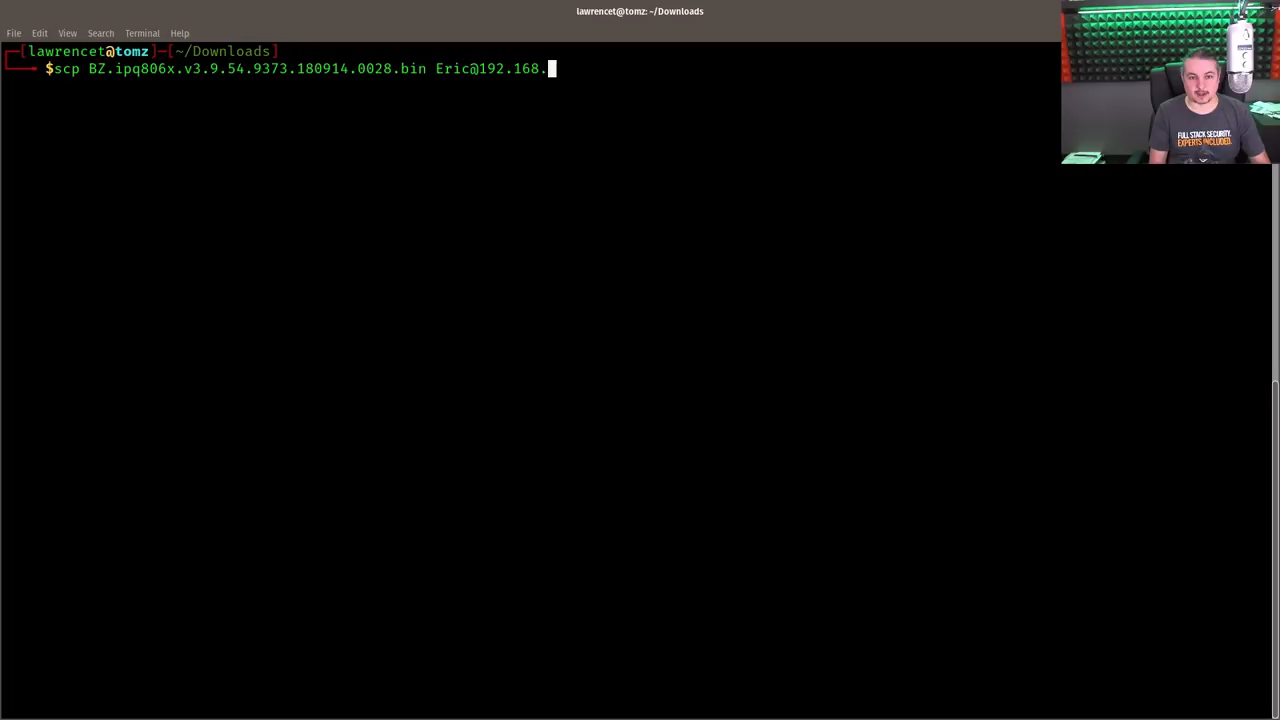 lawrencet@tomz: ~/Downloads
File Edit View Search Terminal Help
[lawrencet@tomz]─[~/Downloads]
$scp BZ.ipq806x.v3.9.54.9373.180914.0028.bin Eric@192.168.
FULL STACK SECURITY.
EXPERTS INCLUDED.